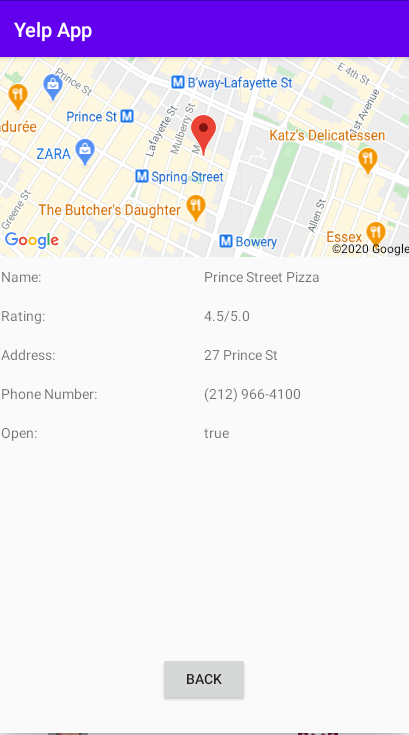 Yelp App
B'way-Lafayette St
E 4th St
Prince St
Prince St
Lafayette St
Mulberry St
st Avenue
durée
ZARA
Katz's Delicatessen
Spring Street
Greene St
The Butcher's Daughter
Allen St
Essex
Google
Bowery
©2020 Google
Name: Prince Street Pizza
Rating: 4.5/5.0
Address: 27 Prince St
Phone Number: (212) 966-4100
Open: true
BACK